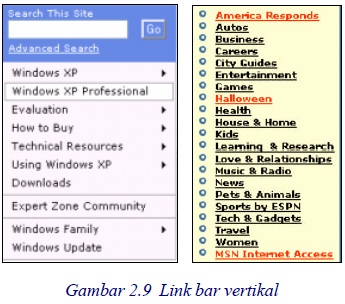 Search This Site
Go
Advanced Search
Windows XP
Windows XP Professional
Evaluation
How to Buy
Technical Resources
Using Windows XP
Downloads
Expert Zone Community
Windows Family
Windows Update
America Responds
Autos
Business
Careers
City Guides
Entertainment
Games
Halloween
Health
House & Home
Kids
Learning & Research
Love & Relationships
Music & Radio
News
Pets & Animals
Sports by ESPN
Tech & Gadgets
Travel
Women
MSN Internet Access
Gambar 2.9 Link bar vertikal